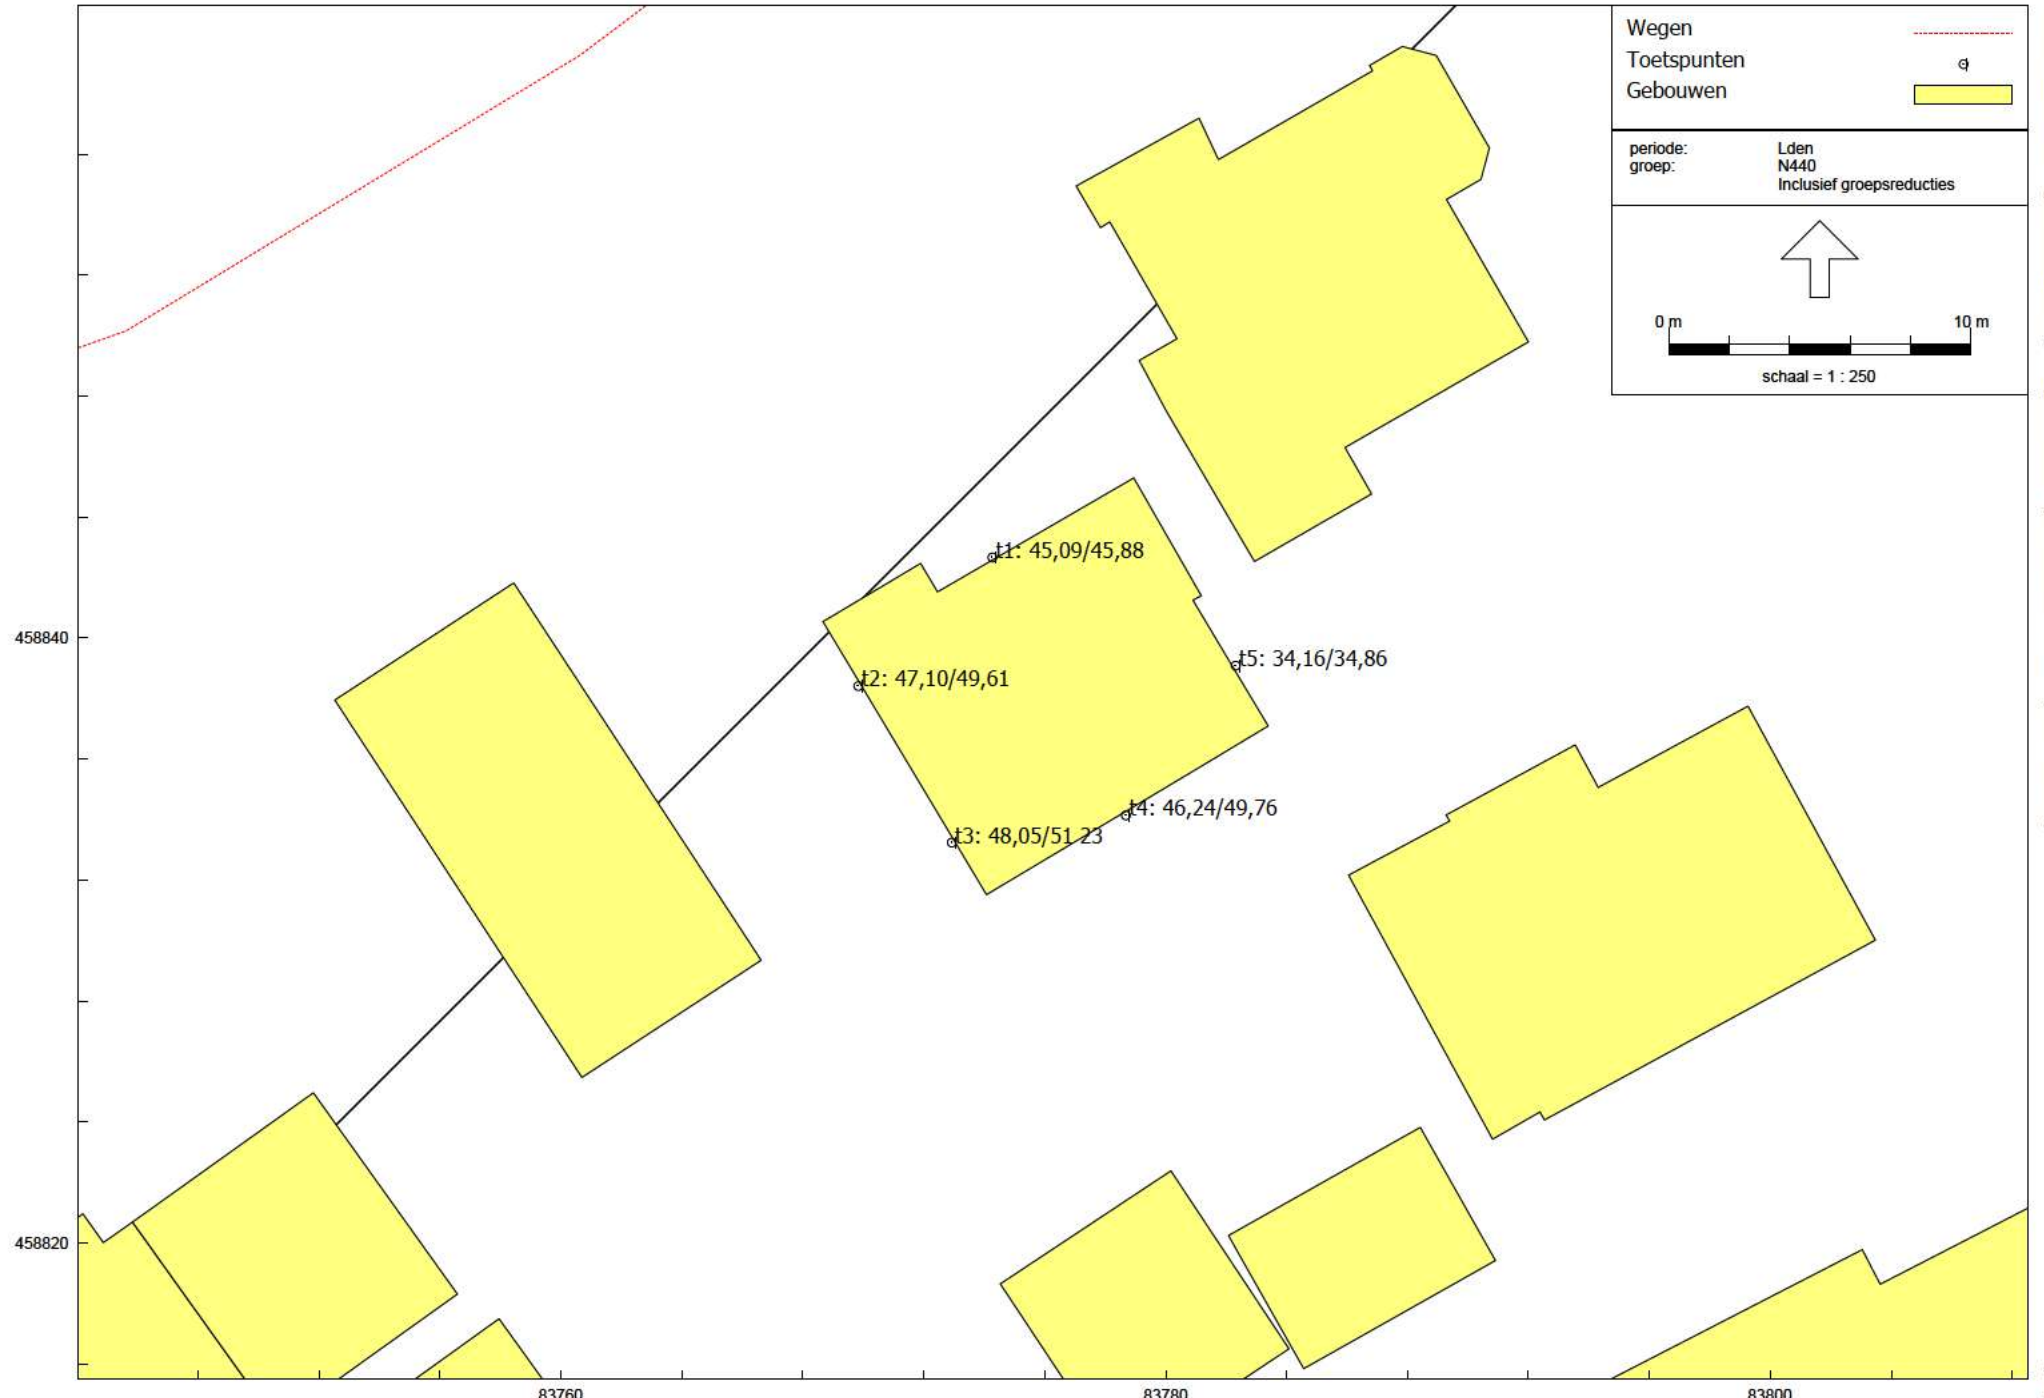 Wegen
Toetspunten
Gebouwen
periode: Lden
groep: N440
Inclusief groepsreducties
0 m 10 m
schaal = 1 : 250
t1: 45,09/45,88
458840
t5: 34,16/34,86
t2: 47,10/49,61
t4: 46,24/49,76
t3: 48,05/51,23
458820
83760 83780 83800